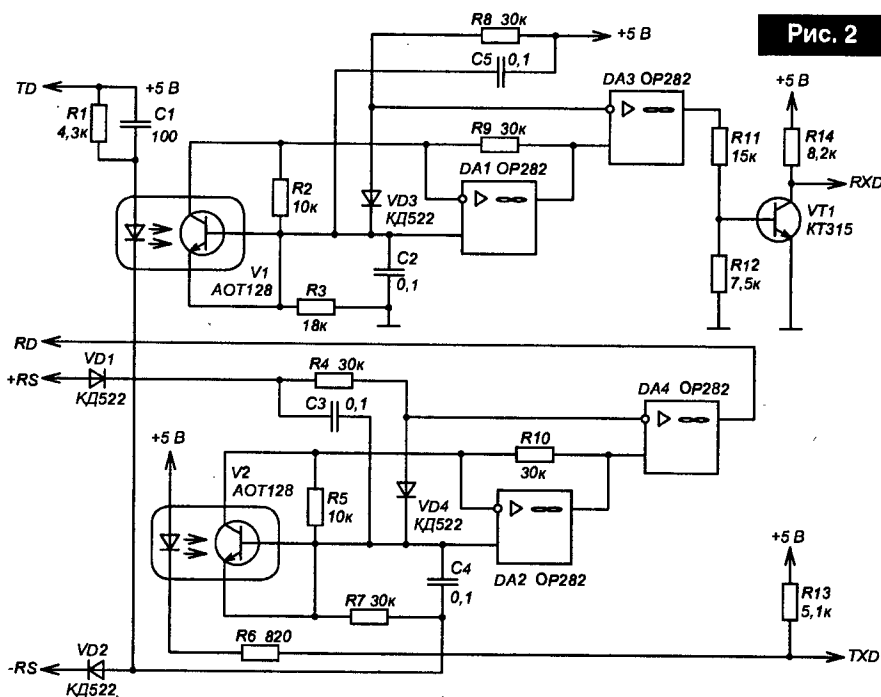 Рис. 2
R8 30к
+5 В
C5 0,1
DA3 ОР282
+5 В
TD
+5 В
R1
4,3к
C1
100
R9 30к
DA1 ОР282
R11
15к
R14
8,2к
RXD
R2
10к
VD3
КД522
VT1
КТ315
V1
АОТ128
C2
0,1
R3
18к
R12
7,5к
RD
VD1
+RS
КД522
R4 30к
C3 0,1
DA4 ОР282
+5 В
V2
АОТ128
R10
30к
R5
10к
VD4
КД522
+5 В
DA2 ОР282
C4
0,1
R7 30к
R13
5,1к
R6 820
VD2
-RS
КД522
TXD